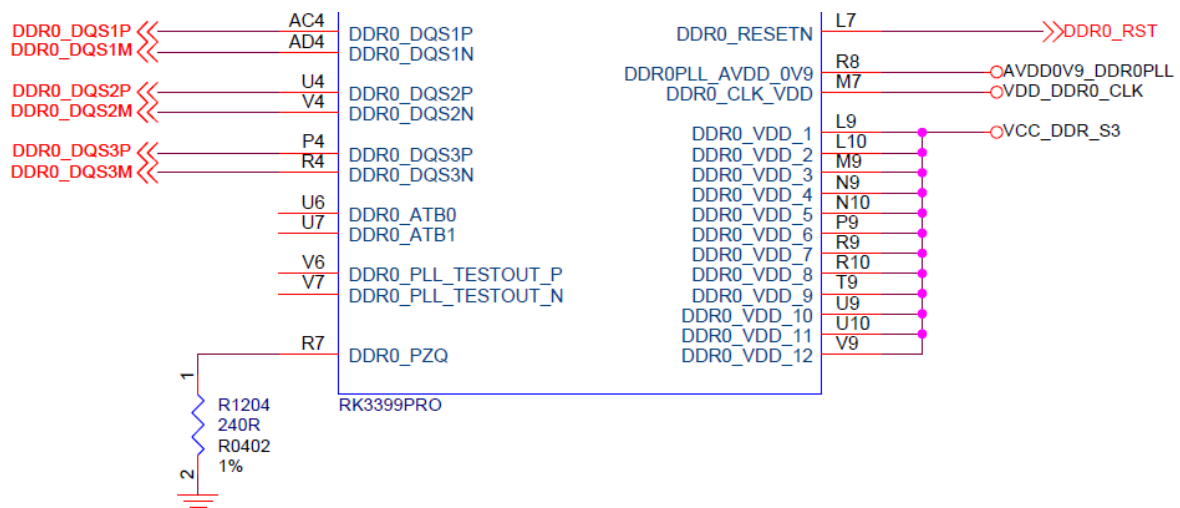 DDR0_DQS1P AC4 DDR0_DQS1P
DDR0_DQS1M AD4 DDR0_DQS1N
DDR0_DQS2P U4 DDR0_DQS2P
DDR0_DQS2M V4 DDR0_DQS2N
DDR0_DQS3P P4 DDR0_DQS3P
DDR0_DQS3M R4 DDR0_DQS3N
U6 DDR0_ATB0
U7 DDR0_ATB1
V6 DDR0_PLL_TESTOUT_P
V7 DDR0_PLL_TESTOUT_N
R7 DDR0_PZQ
1
R1204
240R
R0402
1%
2
DDR0_RESETN L7 DDR0_RST
DDR0PLL_AVDD_0V9 R8 AVDD0V9_DDR0PLL
DDR0_CLK_VDD M7 VDD_DDR0_CLK
DDR0_VDD_1 L9 VCC_DDR_S3
DDR0_VDD_2 L10
DDR0_VDD_3 M9
DDR0_VDD_4 N9
DDR0_VDD_5 N10
DDR0_VDD_6 P9
DDR0_VDD_7 R9
DDR0_VDD_8 R10
DDR0_VDD_9 T9
DDR0_VDD_10 U9
DDR0_VDD_11 U10
DDR0_VDD_12 V9
RK3399PRO